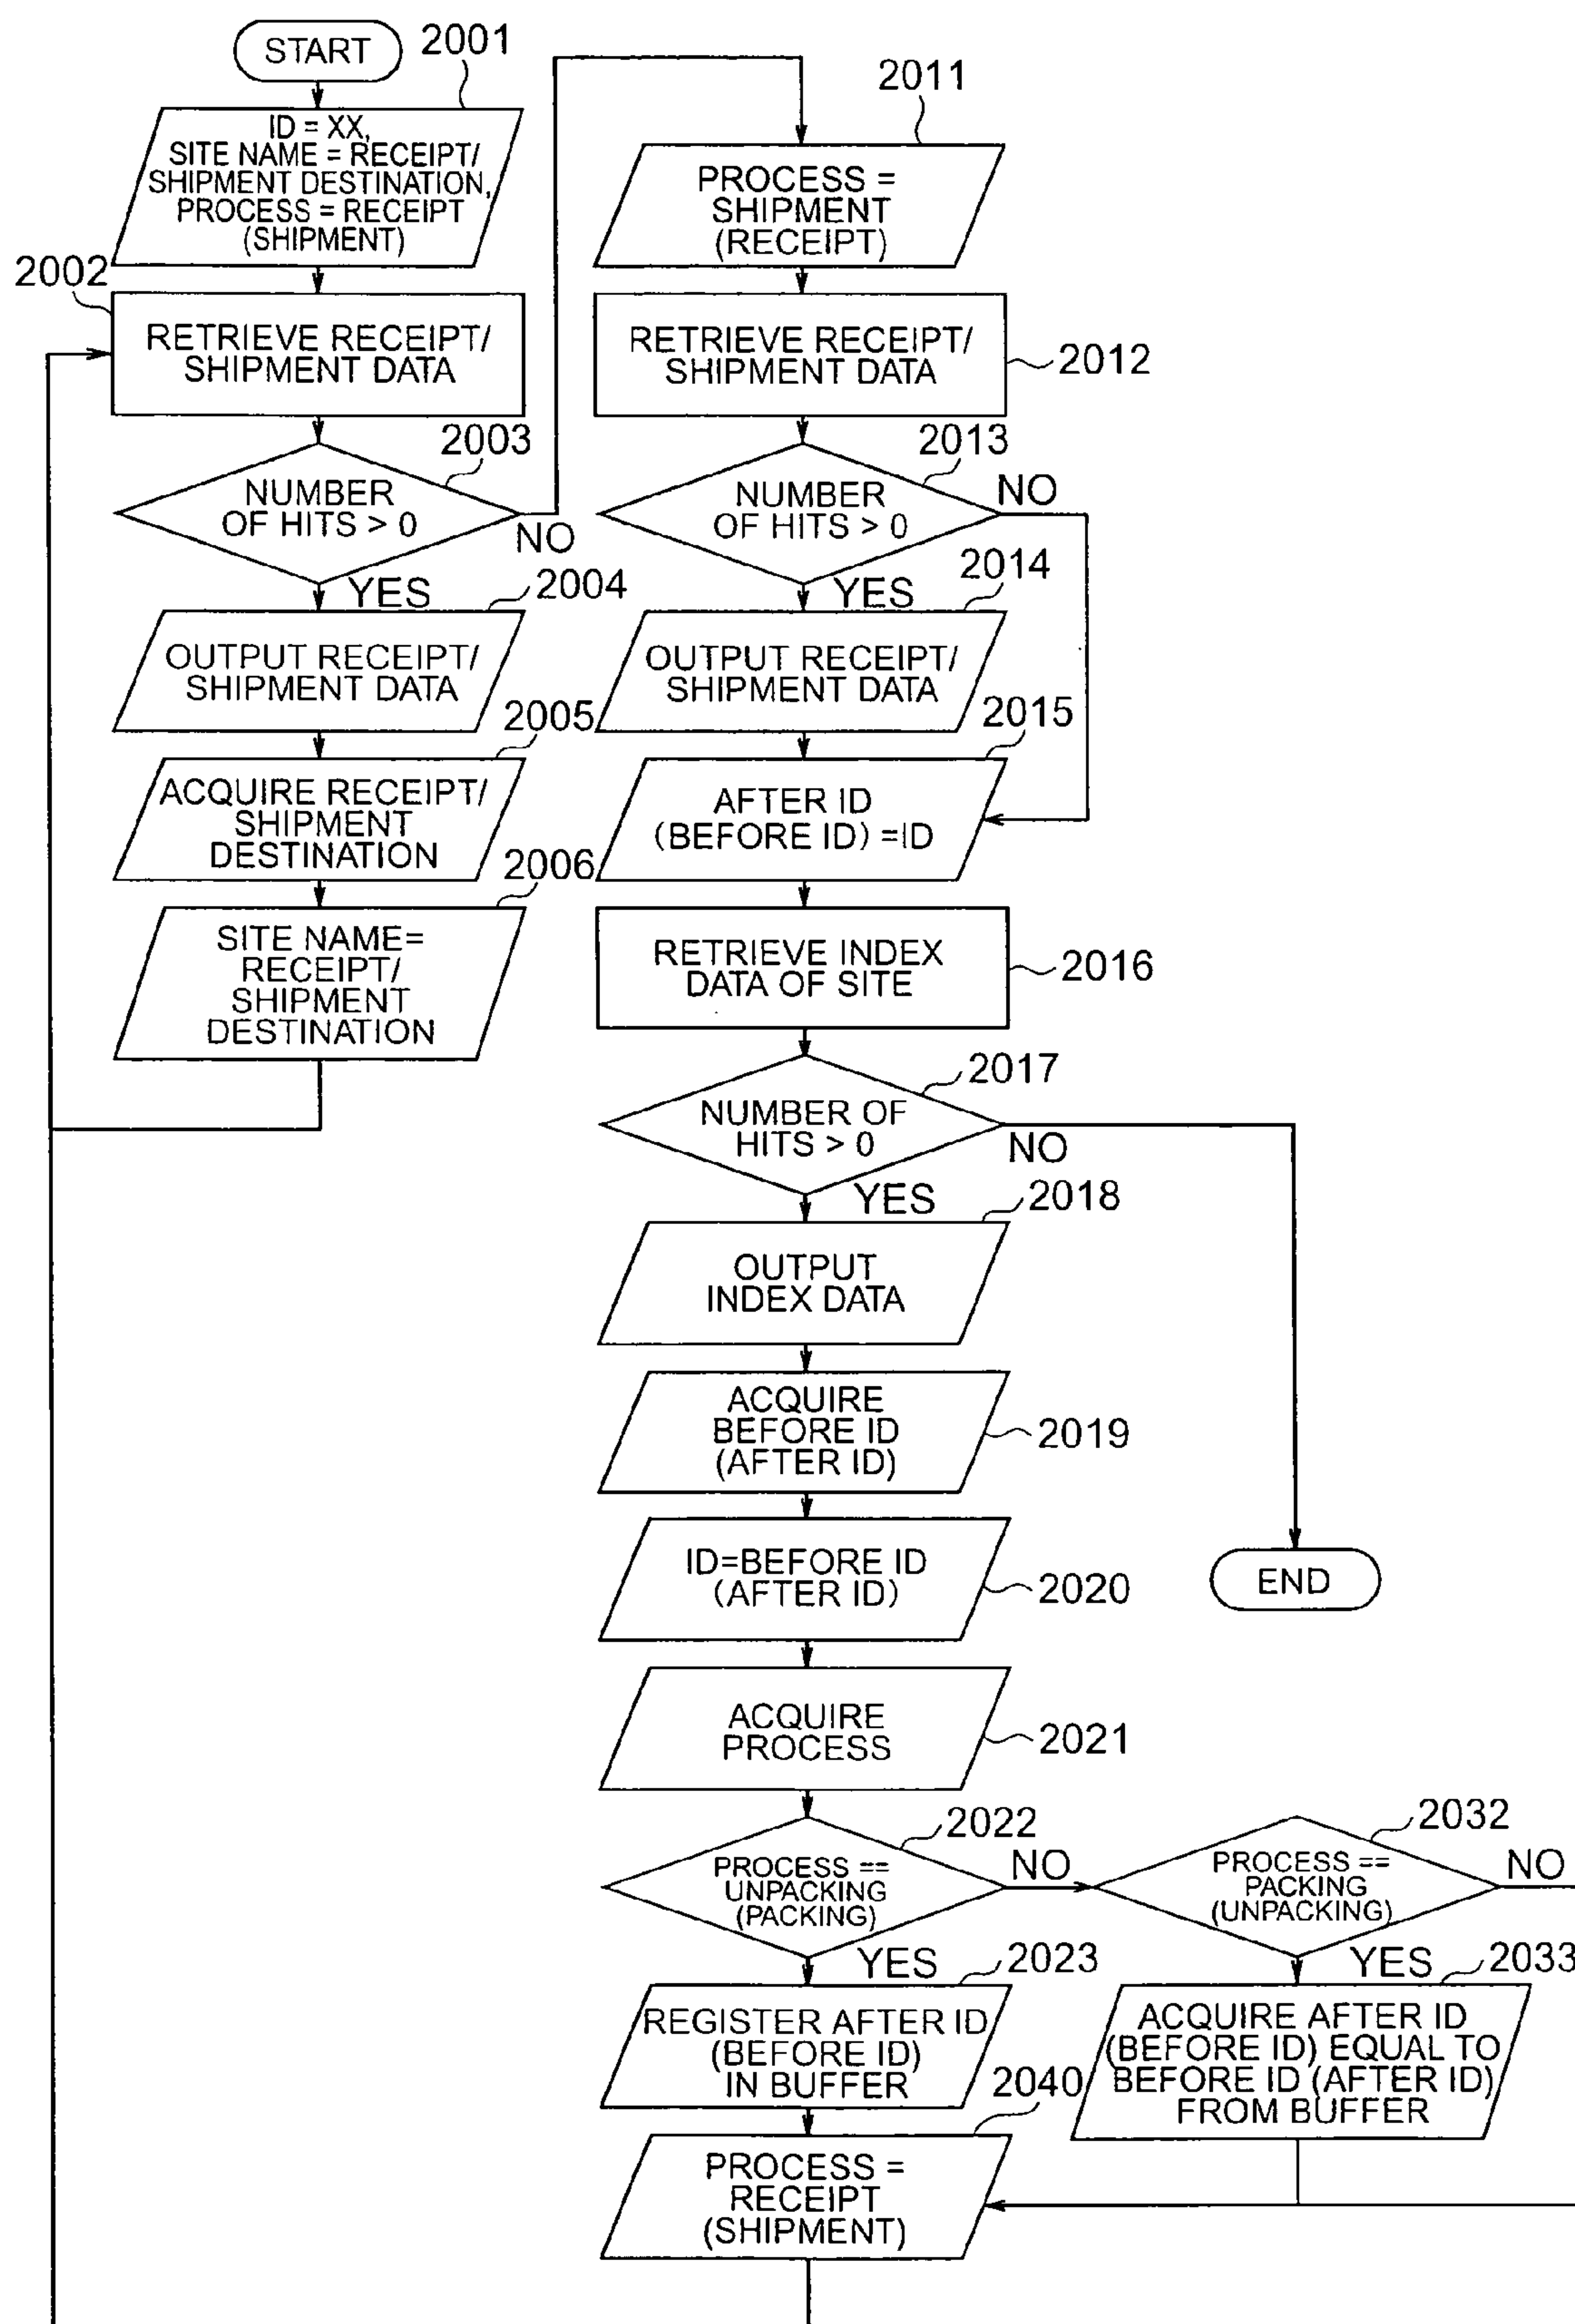 START
2001
ID = XX,
SITE NAME = RECEIPT/
SHIPMENT DESTINATION,
PROCESS = RECEIPT
(SHIPMENT)
2002
RETRIEVE RECEIPT/
SHIPMENT DATA
2003
NUMBER
OF HITS > 0
NO
YES
2004
OUTPUT RECEIPT/
SHIPMENT DATA
2005
ACQUIRE RECEIPT/
SHIPMENT
DESTINATION
2006
SITE NAME=
RECEIPT/
SHIPMENT
DESTINATION
2011
PROCESS =
SHIPMENT
(RECEIPT)
RETRIEVE RECEIPT/
SHIPMENT DATA
2012
2013
NUMBER
OF HITS > 0
NO
YES
2014
OUTPUT RECEIPT/
SHIPMENT DATA
2015
AFTER ID
(BEFORE ID) =ID
RETRIEVE INDEX
DATA OF SITE
2016
2017
NUMBER OF
HITS > 0
NO
YES
2018
OUTPUT
INDEX DATA
ACQUIRE
BEFORE ID
(AFTER ID)
2019
ID=BEFORE ID
(AFTER ID)
2020
END
ACQUIRE
PROCESS
2021
2022
PROCESS ==
UNPACKING
(PACKING)
NO
YES
2032
PROCESS ==
PACKING
(UNPACKING)
NO
YES
2023
REGISTER AFTER ID
(BEFORE ID)
IN BUFFER
2033
ACQUIRE AFTER ID
(BEFORE ID) EQUAL TO
BEFORE ID (AFTER ID)
FROM BUFFER
2040
PROCESS =
RECEIPT
(SHIPMENT)